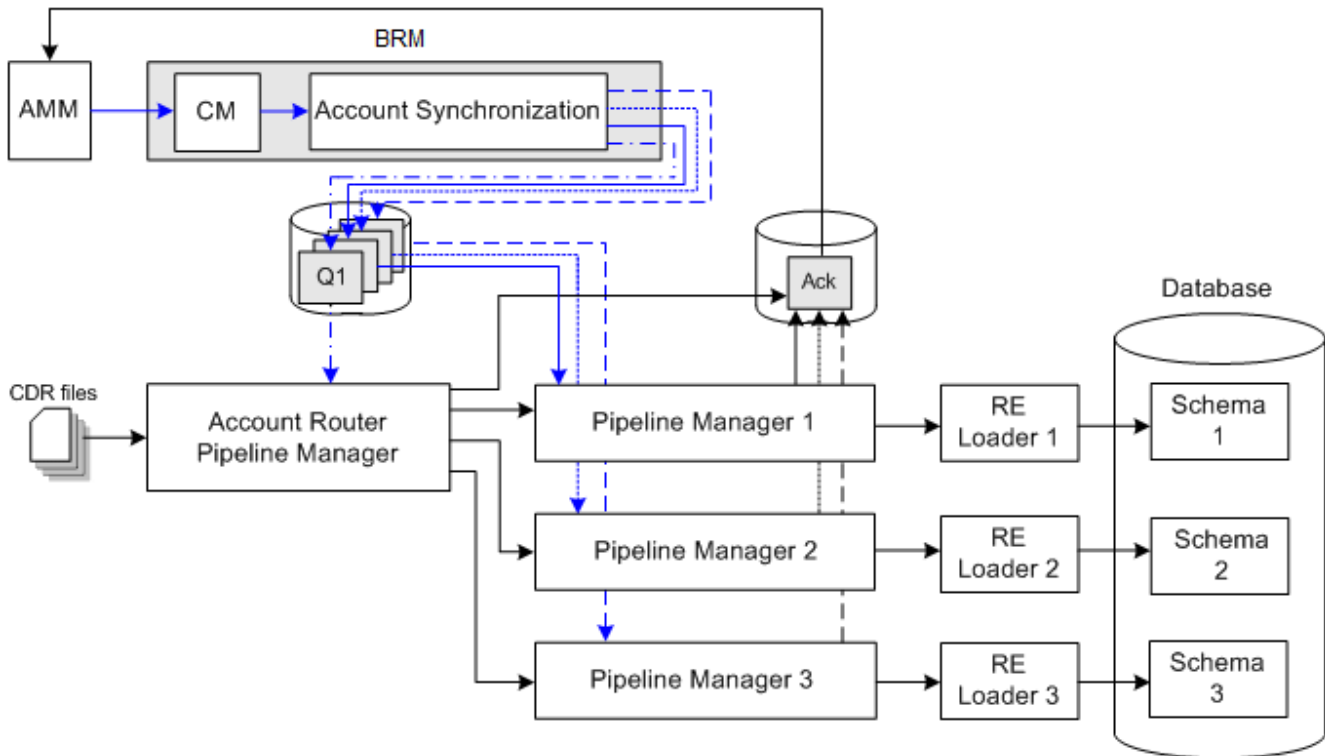 BRM
AMM
CM
Account Synchronization
Q1
Ack
Database
CDR files
Account Router
Pipeline Manager
Pipeline Manager 1
RE
Loader 1
Schema
1
Pipeline Manager 2
RE
Loader 2
Schema
2
Pipeline Manager 3
RE
Loader 3
Schema
3